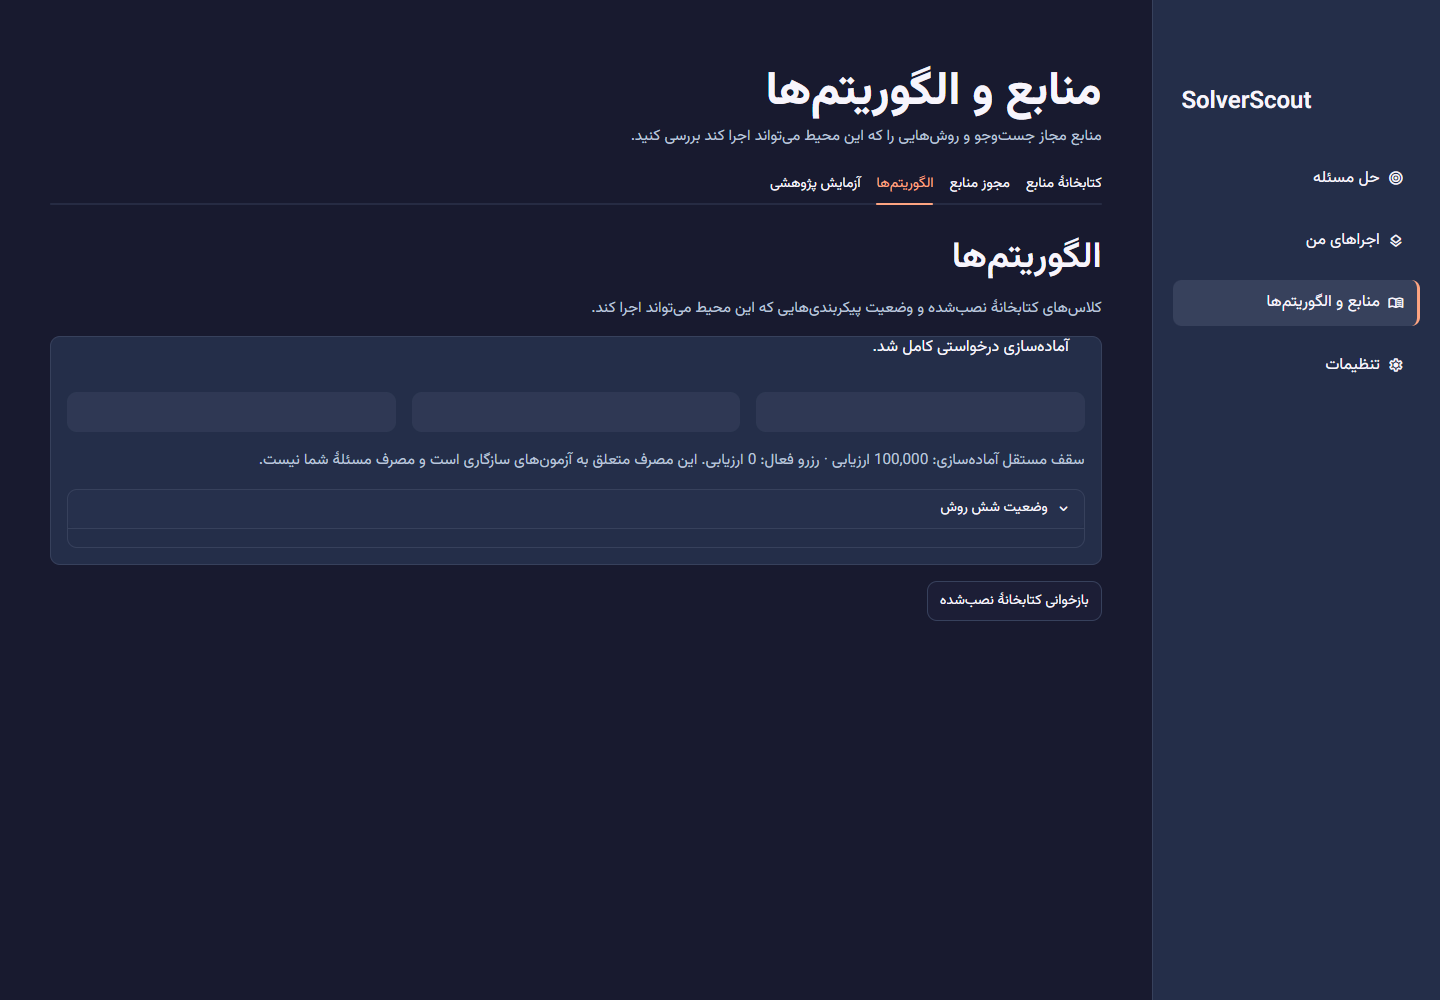 SolverScout
حل مسئله
اجراهای من
منابع و الگوریتم‌ها
تنظیمات
منابع و الگوریتم‌ها
منابع مجاز جست‌وجو و روش‌هایی را که این محیط می‌تواند اجرا کند بررسی کنید.
کتابخانهٔ منابع
مجوز منابع
الگوریتم‌ها
آزمایش پژوهشی
الگوریتم‌ها
کلاس‌های کتابخانهٔ نصب‌شده و وضعیت پیکربندی‌هایی که این محیط می‌تواند اجرا کند.
آماده‌سازی درخواستی کامل شد.
سقف مستقل آماده‌سازی: 100,000 ارزیابی · رزرو فعال: 0 ارزیابی. این مصرف متعلق به آزمون‌های سازگاری است و مصرف مسئلهٔ شما نیست.
وضعیت شش روش
بازخوانی کتابخانهٔ نصب‌شده